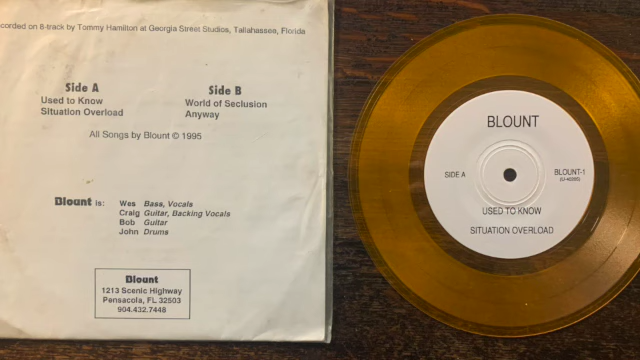 corded on 8-track by Tommy Hamilton at Georgia Street Studios, Tallahassee, Florida
Side A
Used to Know
Situation Overload
Side B
World of Seclusion
Anyway
All Songs by Blount © 1995
Blount is:
Wes Bass, Vocals
Craig Guitar, Backing Vocals
Bob Guitar
John Drums
Blount
1213 Scenic Highway
Pensacola, FL 32503
904.432.7448
BLOUNT
SIDE A
BLOUNT-1
USED TO KNOW
SITUATION OVERLOAD